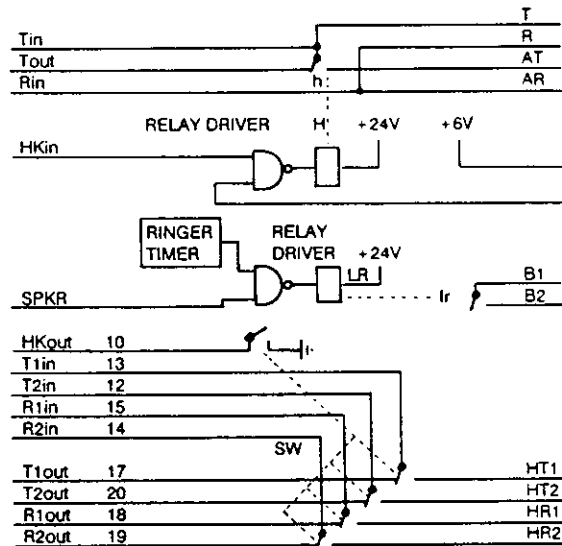 T
Tin
R
Tout
AT
Rin
h
AR
RELAY DRIVER
H
+24V
+6V
HKin
RINGER TIMER
RELAY DRIVER
+24V
LR
lr
B1
B2
SPKR
HKout 10
T1in 13
T2in 12
R1in 15
R2in 14
SW
T1out 17
HT1
T2out 20
HT2
R1out 18
HR1
R2out 19
HR2